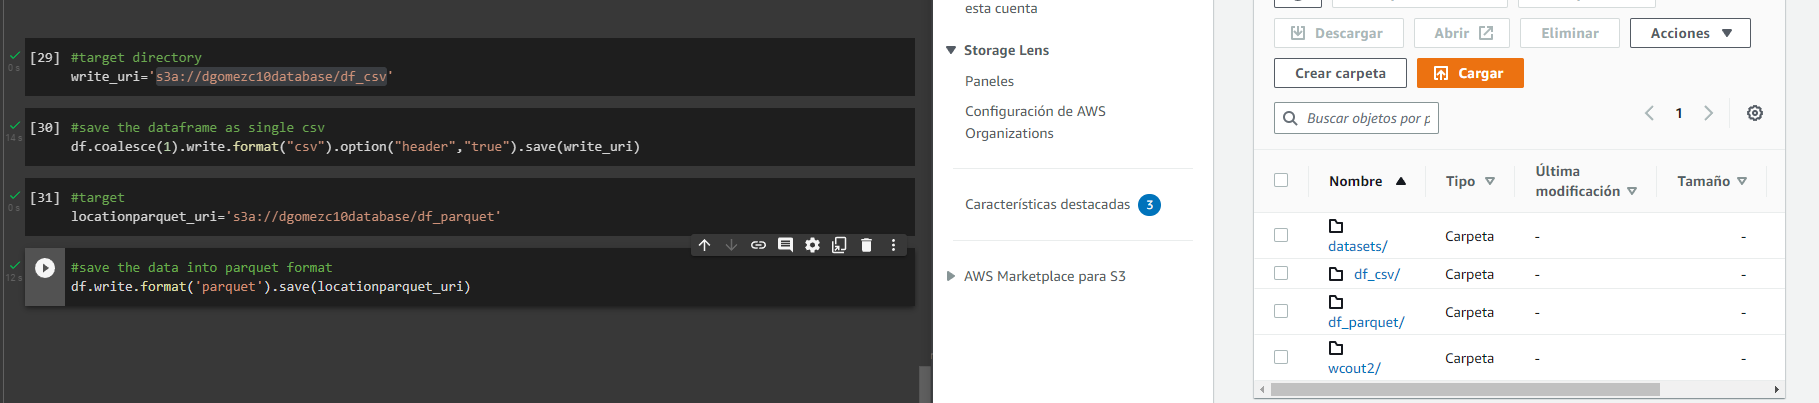 [29] #target directory
0 s
write_uri='s3a://dgomezc10database/df_csv'
[30] #save the dataframe as single csv
14 s
df.coalesce(1).write.format("csv").option("header","true").save(write_uri)
[31] #target
0 s
locationparquet_uri='s3a://dgomezc10database/df_parquet'
#save the data into parquet format
12 s
df.write.format('parquet').save(locationparquet_uri)
esta cuenta
Storage Lens
Paneles
Configuración de AWS
Organizations
Características destacadas 3
AWS Marketplace para S3
Descargar Abrir Eliminar Acciones
Crear carpeta Cargar
Buscar objetos por p
1
Nombre Tipo Última
modificación Tamaño
datasets/ Carpeta - -
df_csv/ Carpeta - -
df_parquet/ Carpeta - -
wcout2/ Carpeta - -